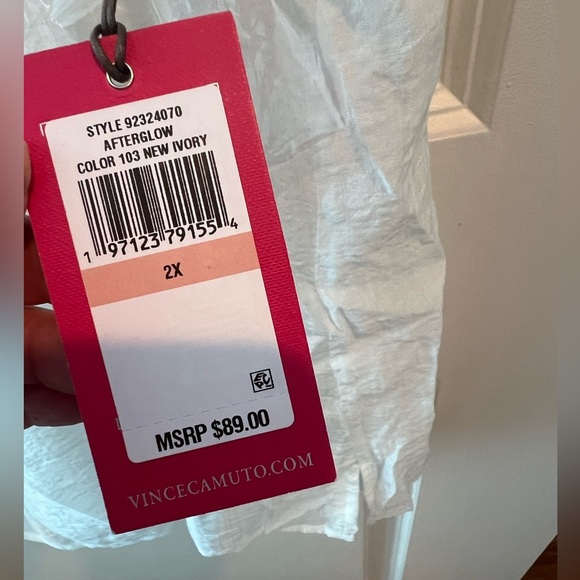 STYLE 92324070
AFTERGLOW
COLOR 103 NEW IVORY
1 97123 79155 4
2X
MSRP $89.00
VINCECAMUTO.COM